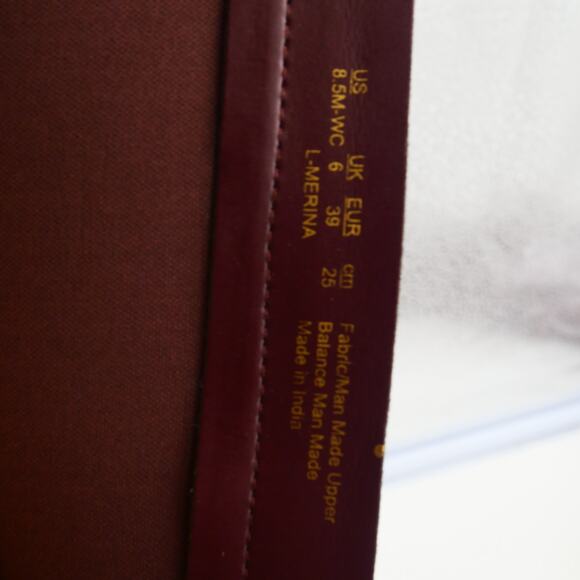 US UK EUR cm
8.5M-WC 6 39 25
L-MERINA
Fabric/Man Made Upper
Balance Man Made
Made in India